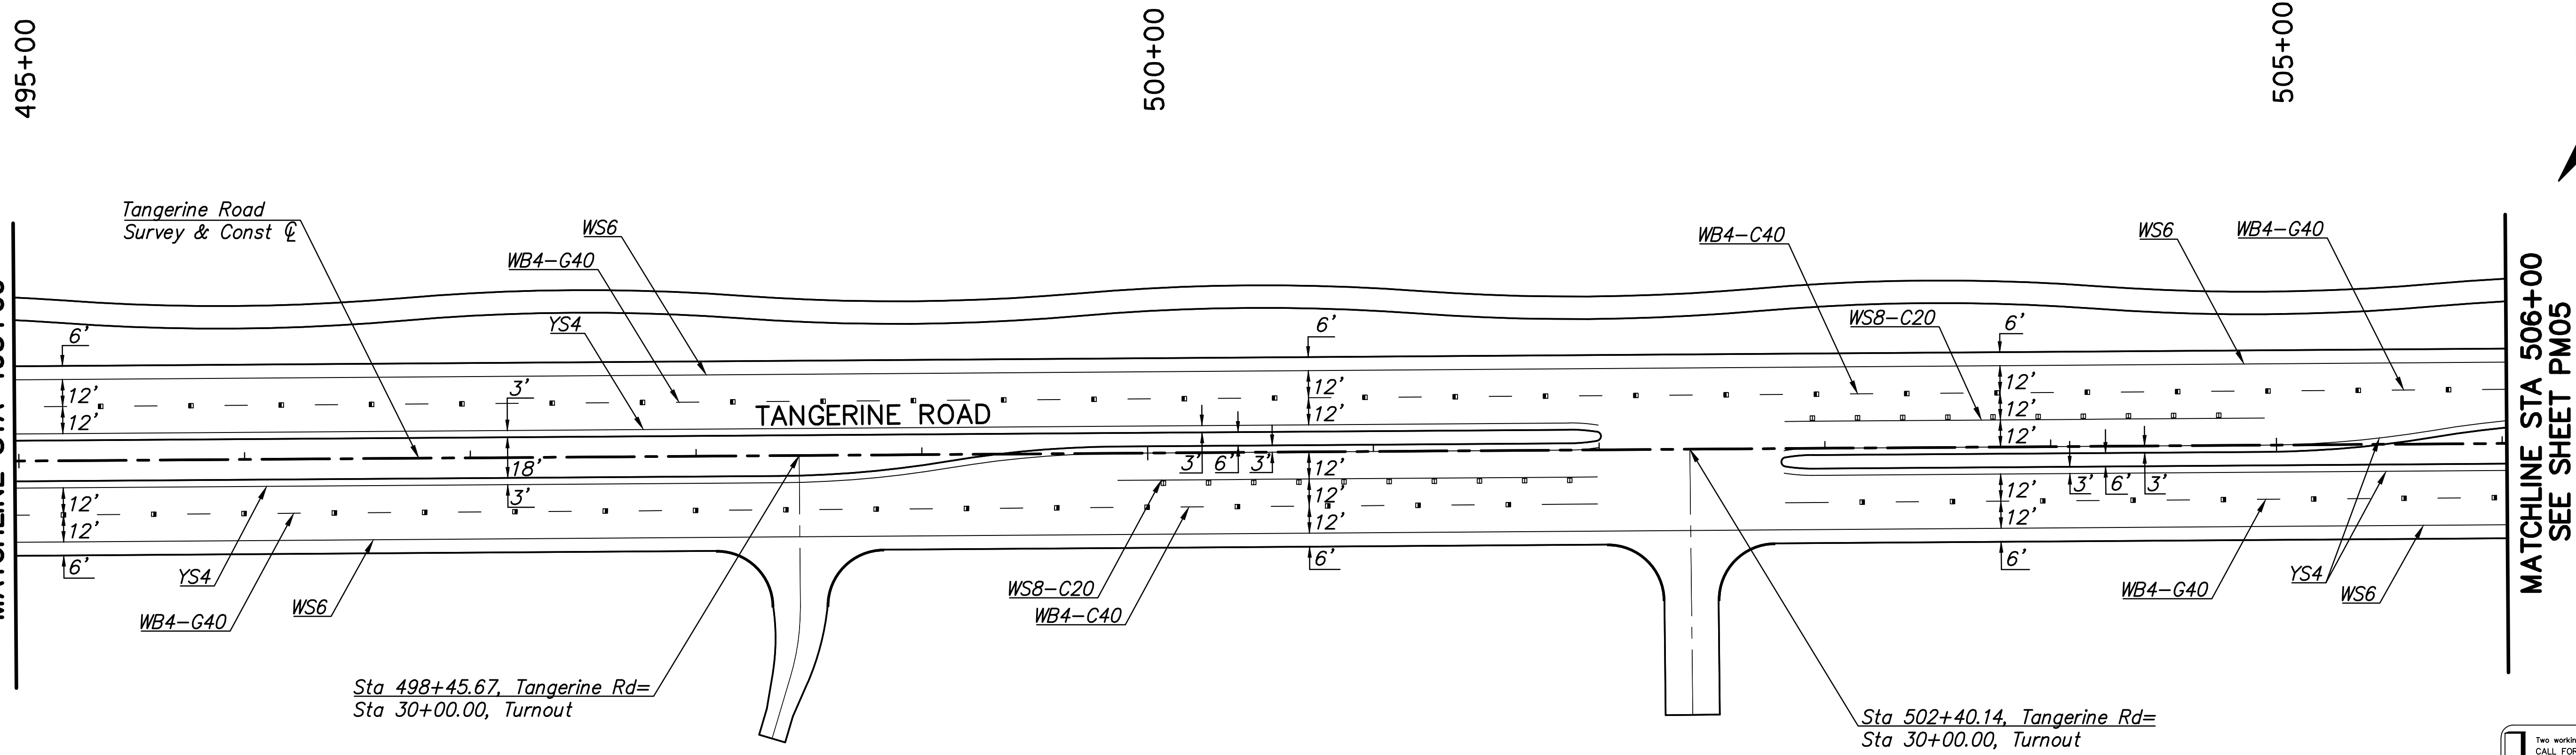 495+00
500+00
505+00
Tangerine Road
Survey & Const ℄
WS6
WB4-G40
YS4
WB4-C40
WS8-C20
WS6
WB4-G40
6'
6'
6'
12'
12'
3'
18'
3'
12'
12'
6'
TANGERINE ROAD
12'
12'
3'
6'
3'
12'
12'
12'
6'
12'
12'
12'
3'
6'
3'
12'
12'
6'
YS4
WB4-G40
WS6
WS8-C20
WB4-C40
WB4-G40
YS4
WS6
Sta 498+45.67, Tangerine Rd=
Sta 30+00.00, Turnout
Sta 502+40.14, Tangerine Rd=
Sta 30+00.00, Turnout
MATCHLINE STA 506+00
SEE SHEET PM05
Two workin
CALL FOR